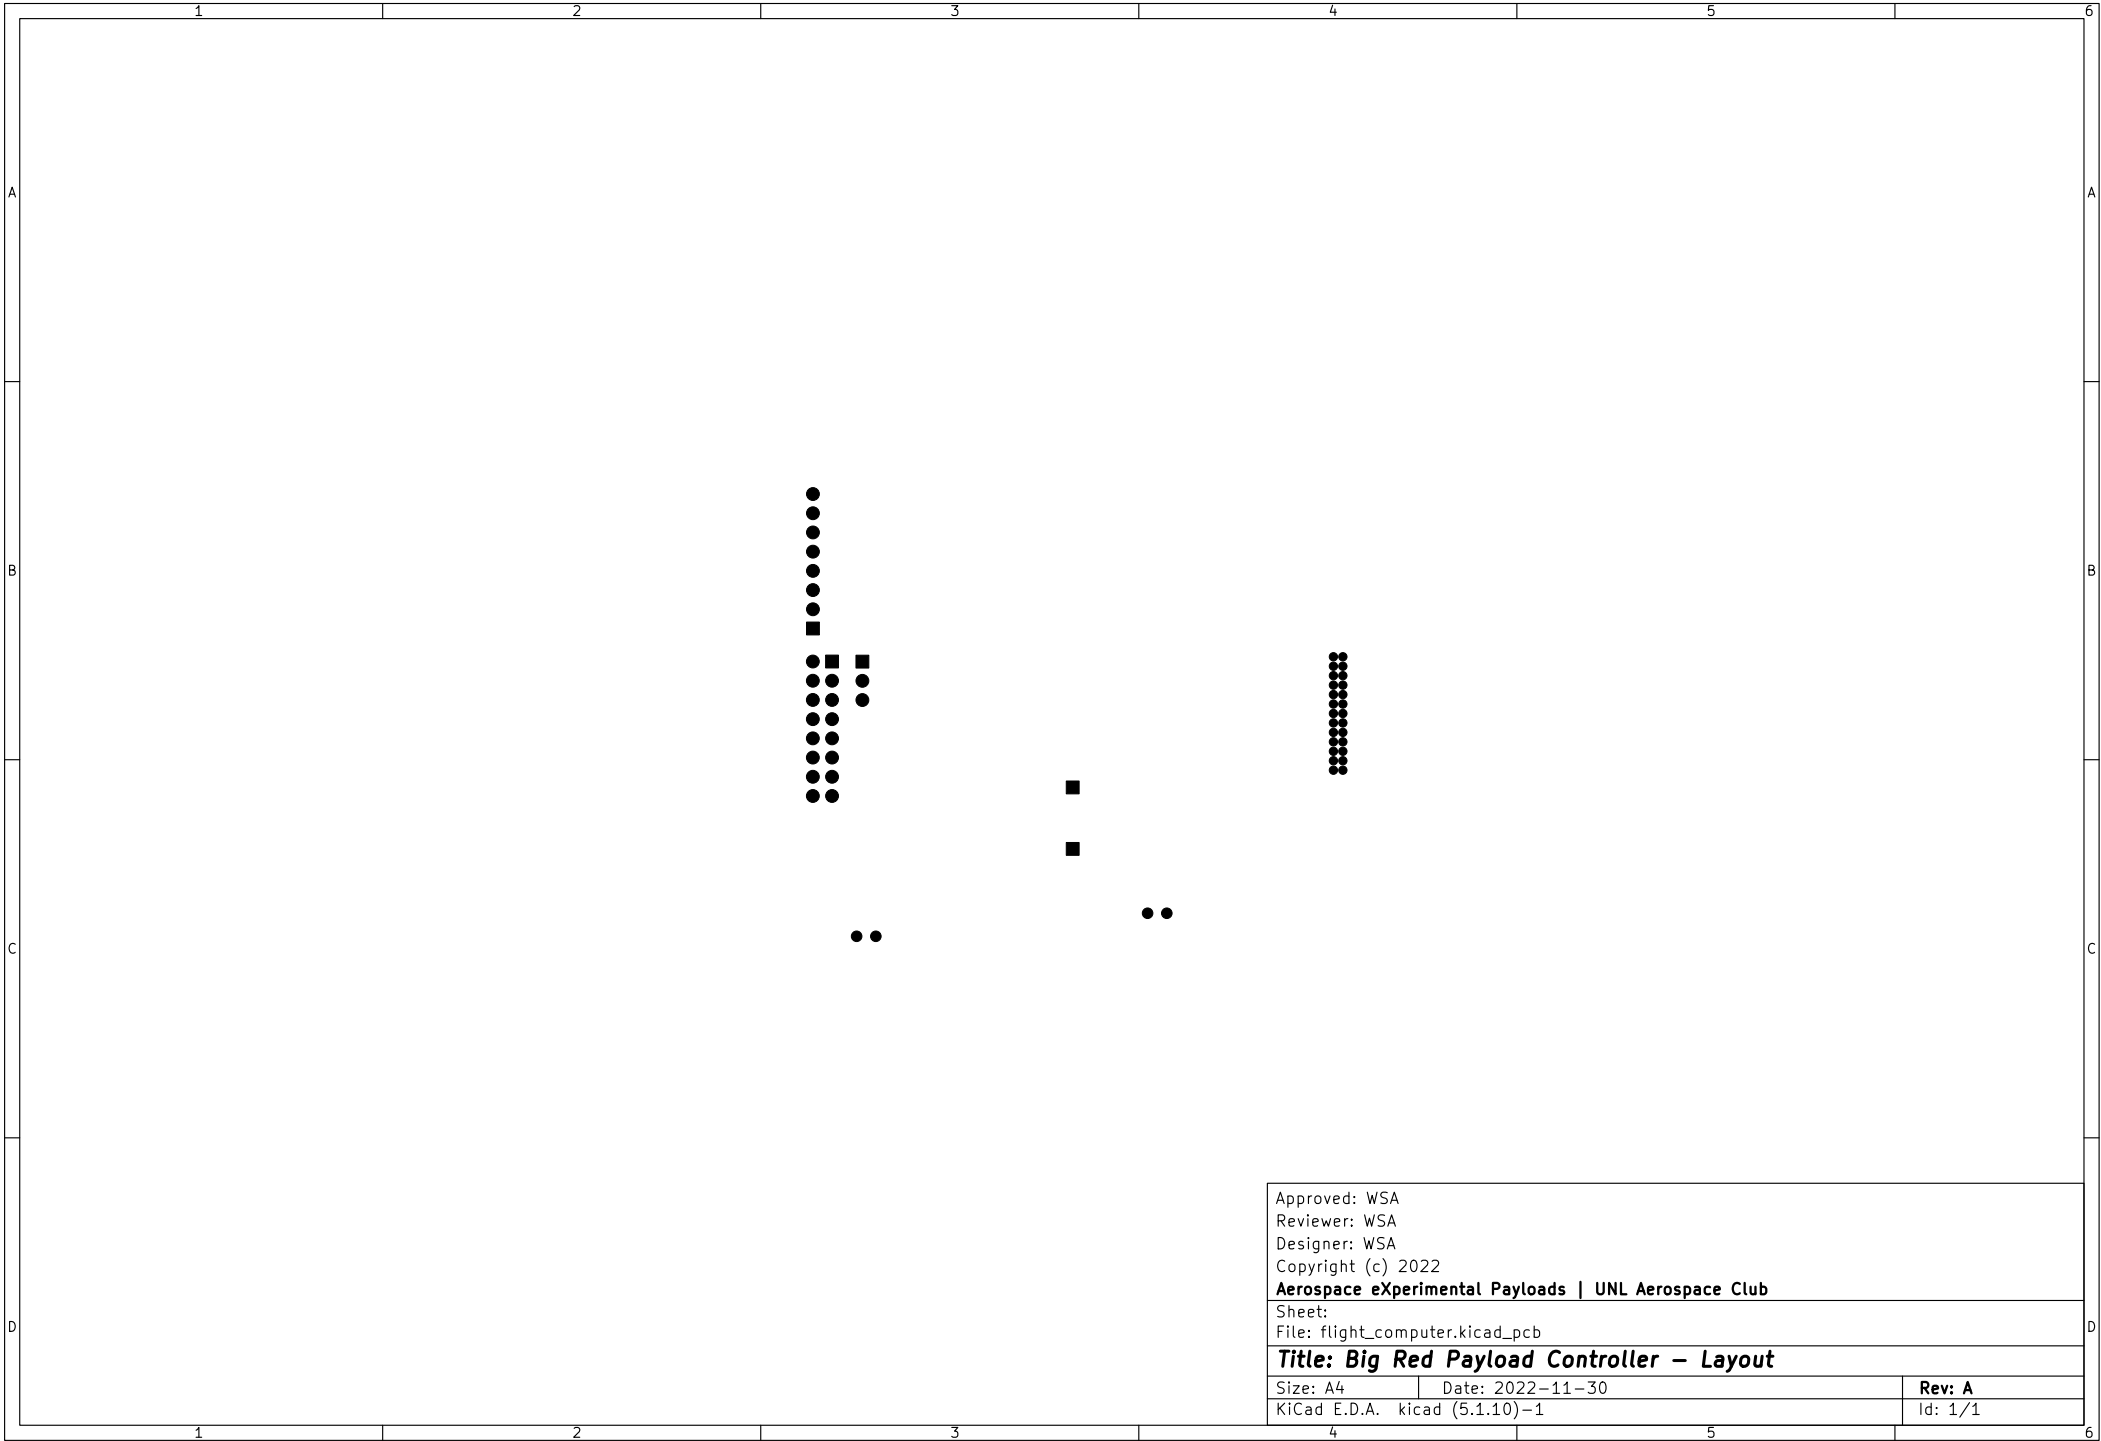 1 2 3 4 5 6
A A
B B
C C
Approved: WSA
Reviewer: WSA
Designer: WSA
Copyright (c) 2022
Aerospace eXperimental Payloads | UNL Aerospace Club
Sheet:
D D
File: flight_computer.kicad_pcb
Title: Big Red Payload Controller – Layout
Size: A4 Date: 2022–11–30 Rev: A
KiCad E.D.A. kicad (5.1.10)–1 Id: 1/1
1 2 3 4 5 6